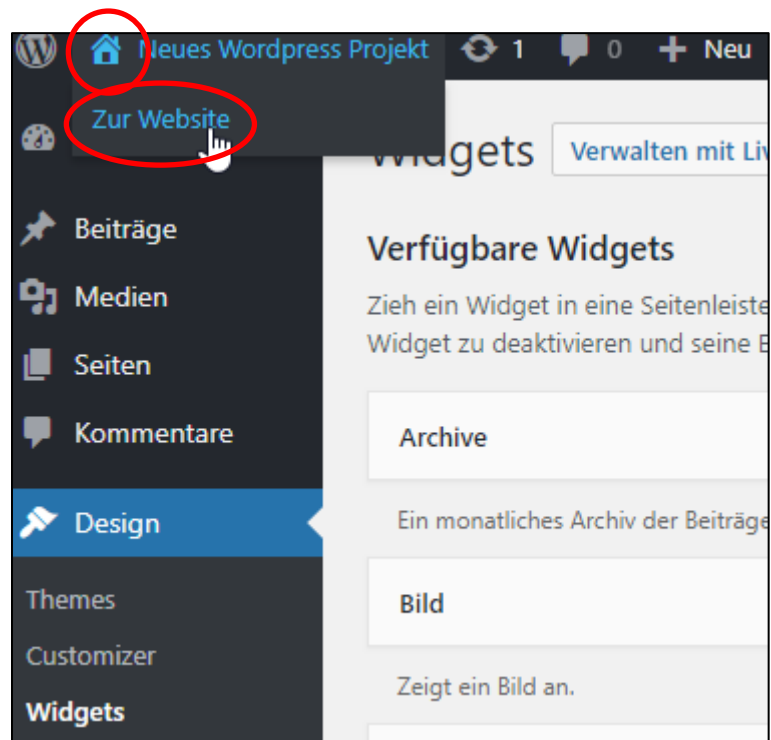 Neues Wordpress Projekt 1 0 + Neu
Zur Website
Widgets Verwalten mit
Beiträge
Medien
Seiten
Kommentare
Design
Themes
Customizer
Widgets
Verfügbare Widgets
Zieh ein Widget in eine Seitenleiste
Widget zu deaktivieren und seine
Archive
Ein monatliches Archiv der Beiträge
Bild
Zeigt ein Bild an.